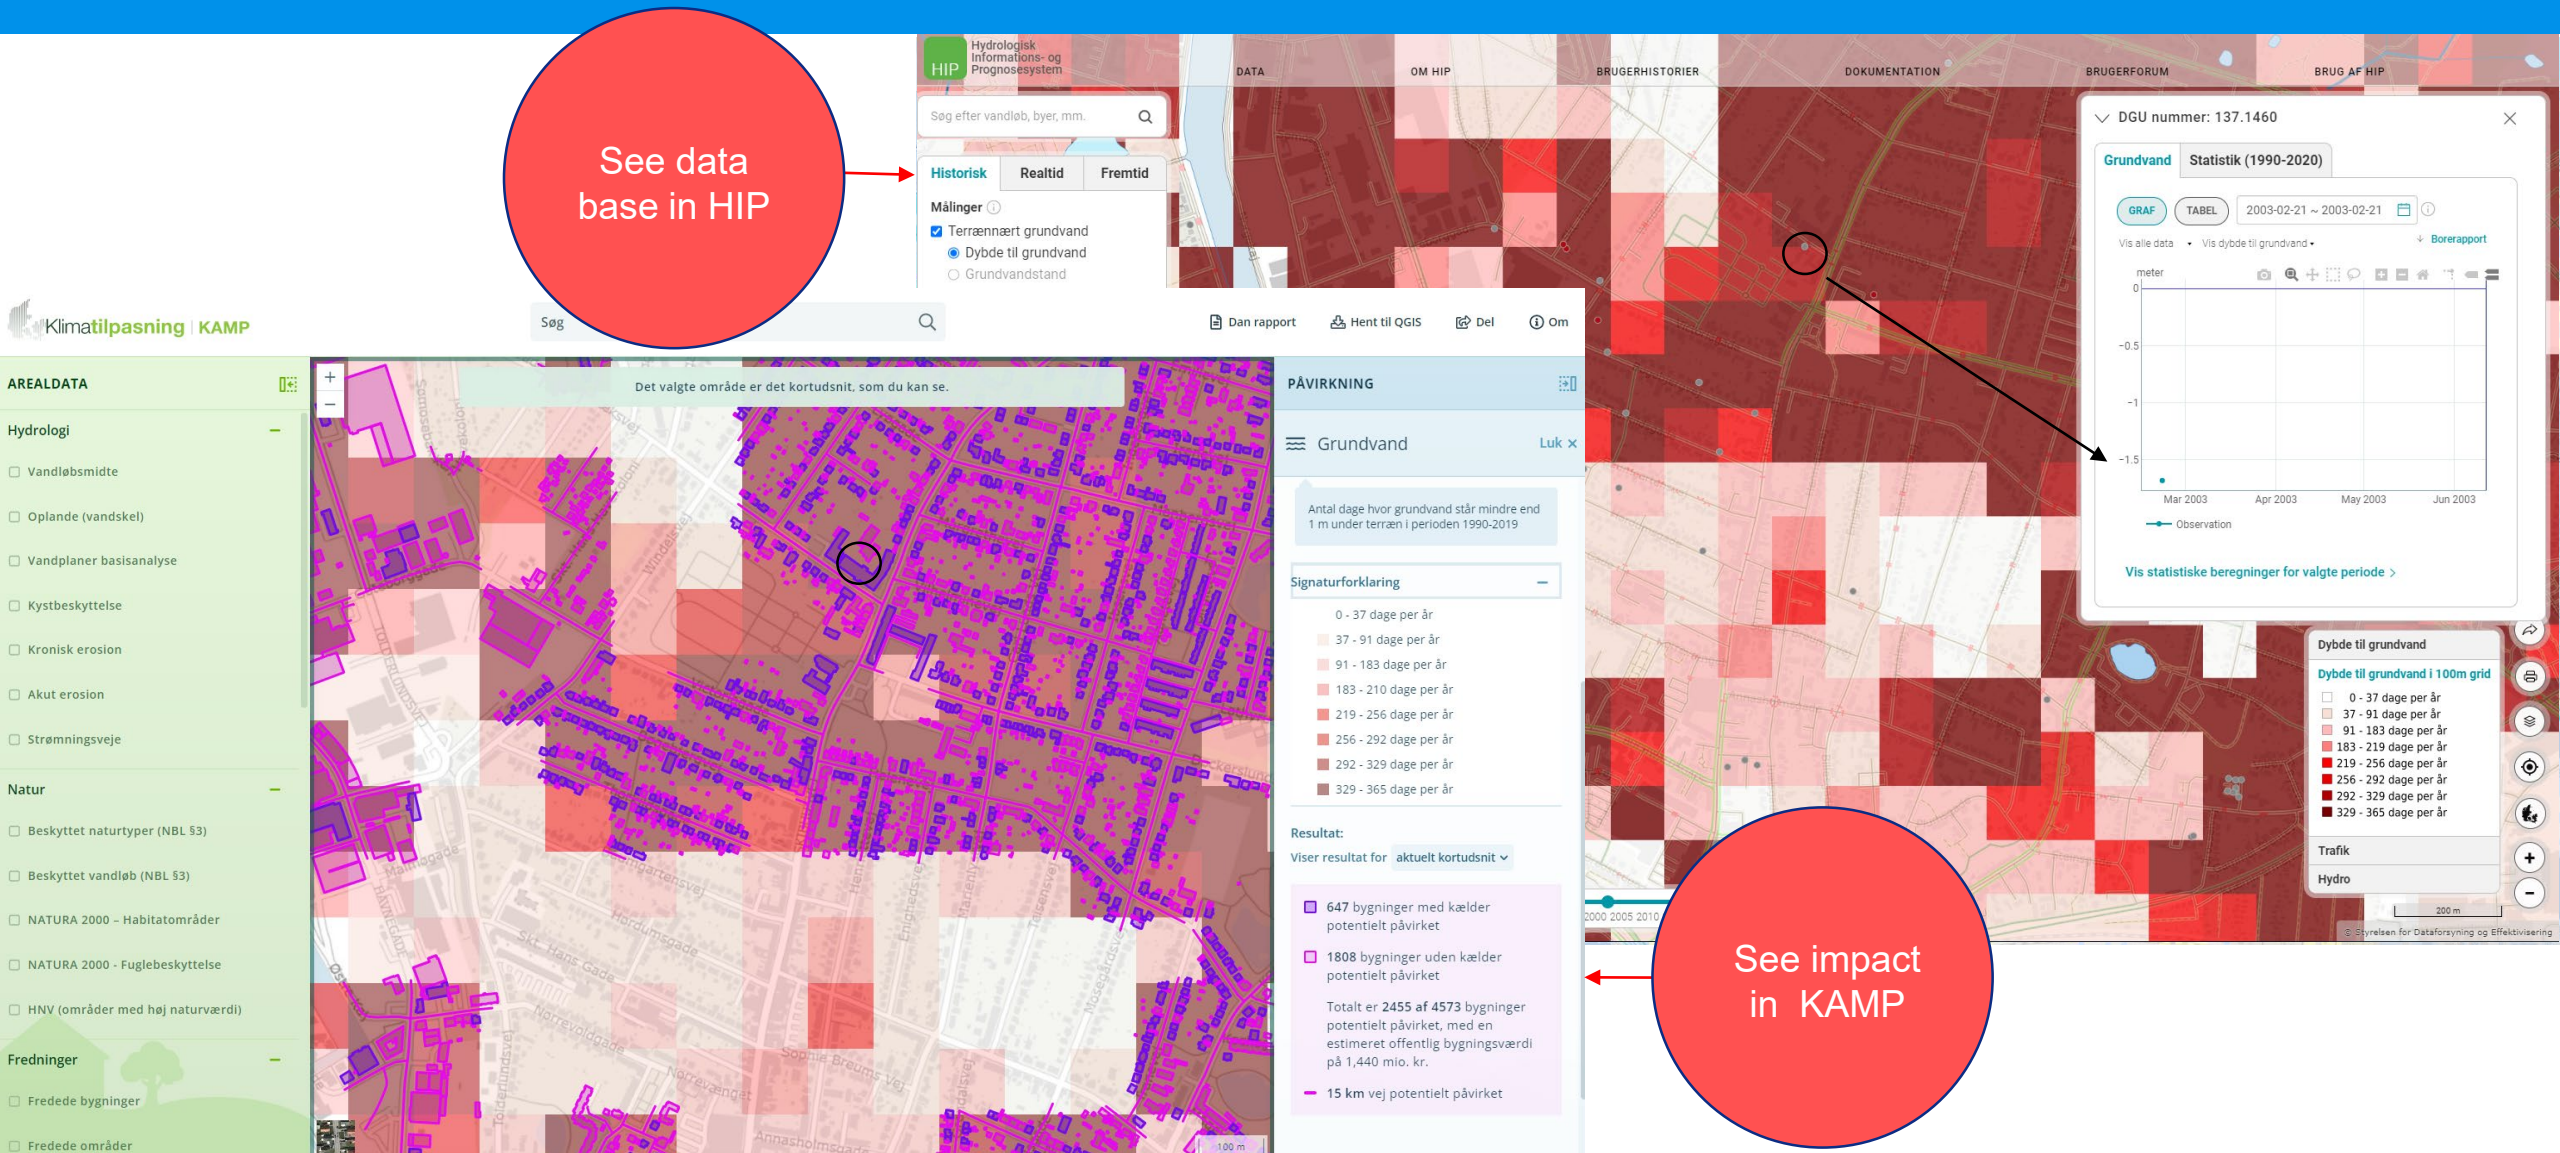 See data
base in HIP
HIP
Hydrologisk
Informations- og
Prognosesystem
DATA
OM HIP
BRUGERHISTORIER
DOKUMENTATION
BRUGERFORUM
BRUG AF HIP
Søg efter vandløb, byer, mm.
Historisk
Realtid
Fremtid
Målinger
Terrænnært grundvand
Dybde til grundvand
Grundvandstand
DGU nummer: 137.1460
Grundvand
Statistik (1990-2020)
GRAF
TABEL
2003-02-21 ~ 2003-02-21
Vis alle data
Vis dybde til grundvand
Borerapport
meter
0
−0.5
−1
−1.5
Mar 2003
Apr 2003
May 2003
Jun 2003
Observation
Vis statistiske beregninger for valgte periode >
Dybde til grundvand
Dybde til grundvand i 100m grid
0 - 37 dage per år
37 - 91 dage per år
91 - 183 dage per år
183 - 219 dage per år
219 - 256 dage per år
256 - 292 dage per år
292 - 329 dage per år
329 - 365 dage per år
Trafik
Hydro
200 m
© Styrelsen for Dataforsyning og Effektivisering
2000 2005 2010
Klimatilpasning | KAMP
Søg
Dan rapport
Hent til QGIS
Del
Om
AREALDATA
Hydrologi
Vandløbsmidte
Oplande (vandskel)
Vandplaner basisanalyse
Kystbeskyttelse
Kronisk erosion
Akut erosion
Strømningsveje
Natur
Beskyttet naturtyper (NBL §3)
Beskyttet vandløb (NBL §3)
NATURA 2000 – Habitatområder
NATURA 2000 - Fuglebeskyttelse
HNV (områder med høj naturværdi)
Fredninger
Fredede bygninger
Fredede områder
Det valgte område er det kortudsnit, som du kan se.
Skt. Hans Gade
Hordumsgade
Nørrevoldgade
Sophie Breums Vej
Annasholmsgade
100 m
PÅVIRKNING
Grundvand
Luk ×
Antal dage hvor grundvand står mindre end
1 m under terræn i perioden 1990-2019
Signaturforklaring
0 - 37 dage per år
37 - 91 dage per år
91 - 183 dage per år
183 - 210 dage per år
219 - 256 dage per år
256 - 292 dage per år
292 - 329 dage per år
329 - 365 dage per år
Resultat:
Viser resultat for aktuelt kortudsnit
647 bygninger med kælder
potentielt påvirket
1808 bygninger uden kælder
potentielt påvirket
Totalt er 2455 af 4573 bygninger
potentielt påvirket, med en
estimeret offentlig bygningsværdi
på 1,440 mio. kr.
15 km vej potentielt påvirket
See impact
in KAMP